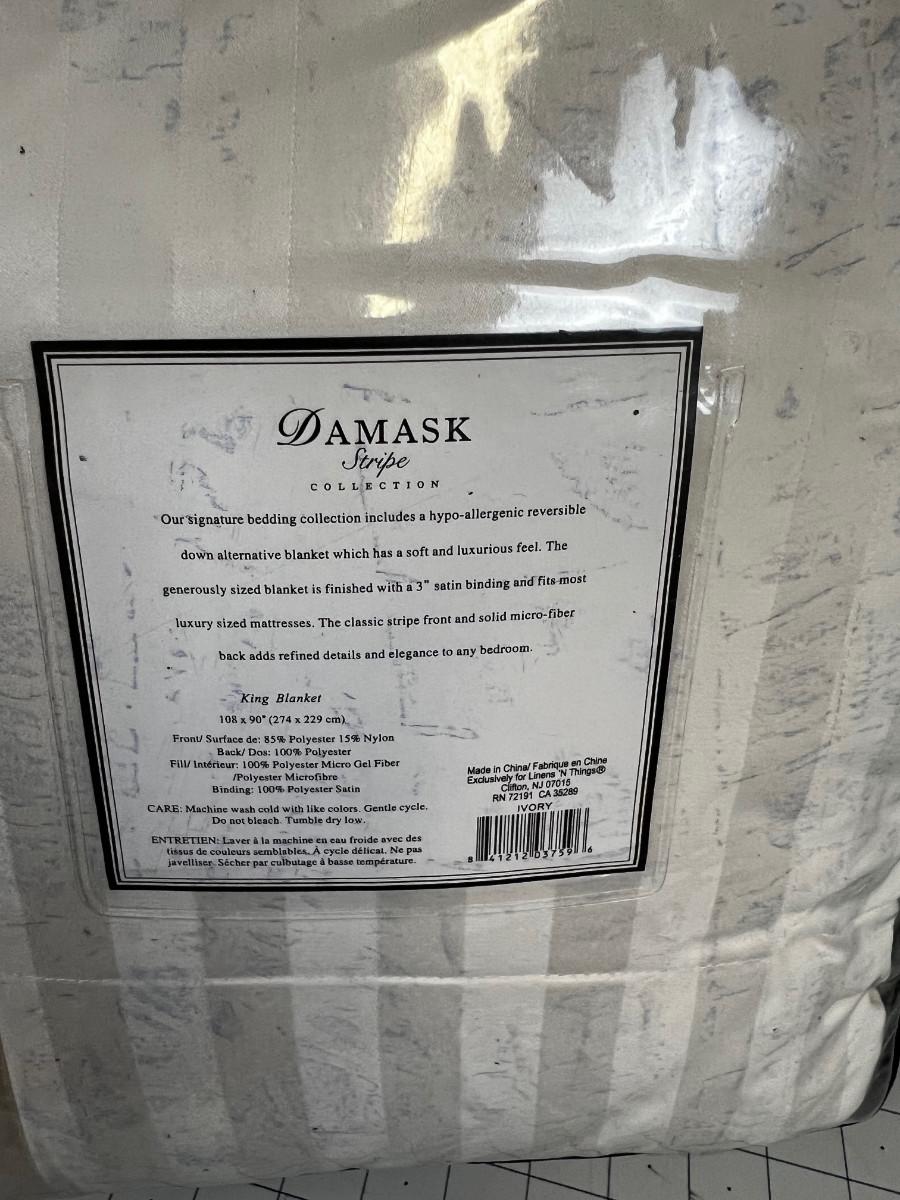 DAMASK
Stripe
COLLECTION
Our signature bedding collection includes a hypo-allergenic reversible
down alternative blanket which has a soft and luxurious feel. The
generously sized blanket is finished with a 3" satin binding and fits most
luxury sized mattresses. The classic stripe front and solid micro-fiber
back adds refined details and elegance to any bedroom.
King Blanket
108 x 90" (274 x 229 cm)
Front/ Surface de: 85% Polyester 15% Nylon
Back/ Dos: 100% Polyester
Fill/ Intérieur: 100% Polyester Micro Gel Fiber
/Polyester Microfibre
Binding: 100% Polyester Satin
CARE: Machine wash cold with like colors. Gentle cycle.
Do not bleach. Tumble dry low.
ENTRETIEN: Laver à la machine en eau froide avec des
tissus de couleurs semblables. À cycle délicat. Ne pas
javelliser. Sécher par culbutage à basse température.
Made in China/ Fabrique en Chine
Exclusively for Linens 'N Things®
Clifton, NJ 07015
RN 72191 CA 35289
IVORY
8 41212 03759 6